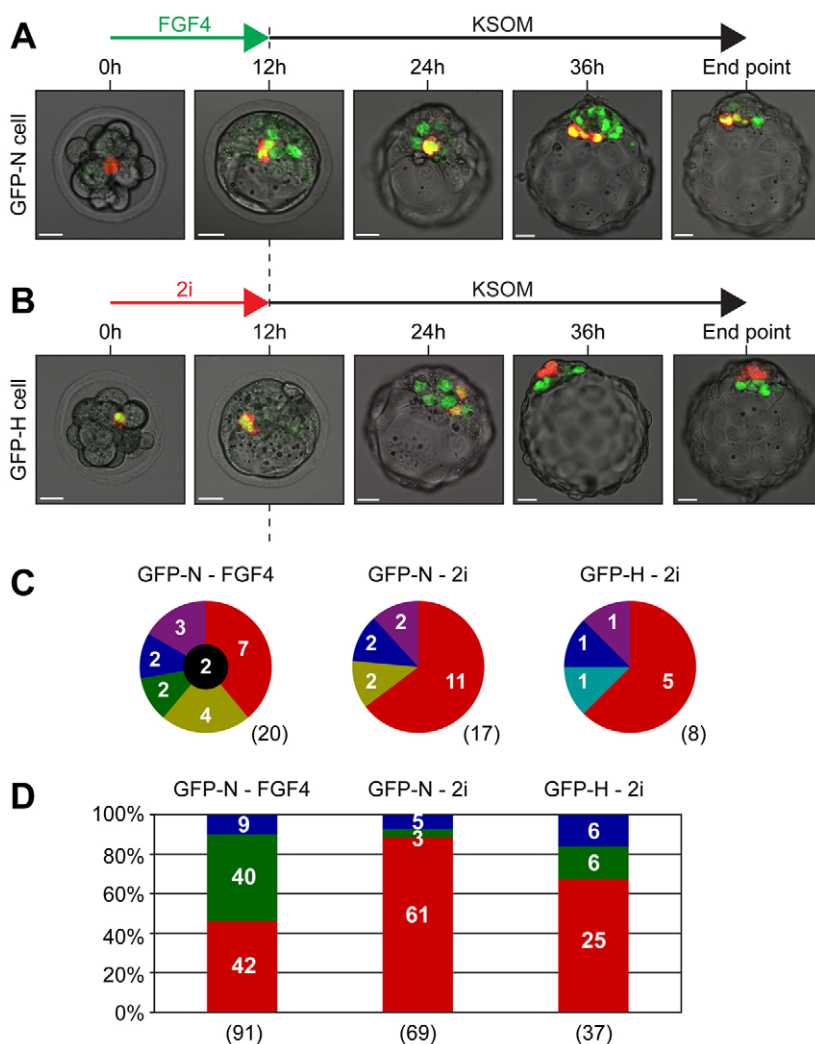 A
FGF4
KSOM
0h
12h
24h
36h
End point
GFP-N cell
B
2i
KSOM
0h
12h
24h
36h
End point
GFP-H cell
C
GFP-N - FGF4
GFP-N - 2i
GFP-H - 2i
3
7
2
2
2
4
(20)
2
2
2
11
(17)
1
1
1
5
(8)
D
GFP-N - FGF4
GFP-N - 2i
GFP-H - 2i
100%
80%
60%
40%
20%
0%
9
40
42
5
3
61
6
6
25
(91)
(69)
(37)